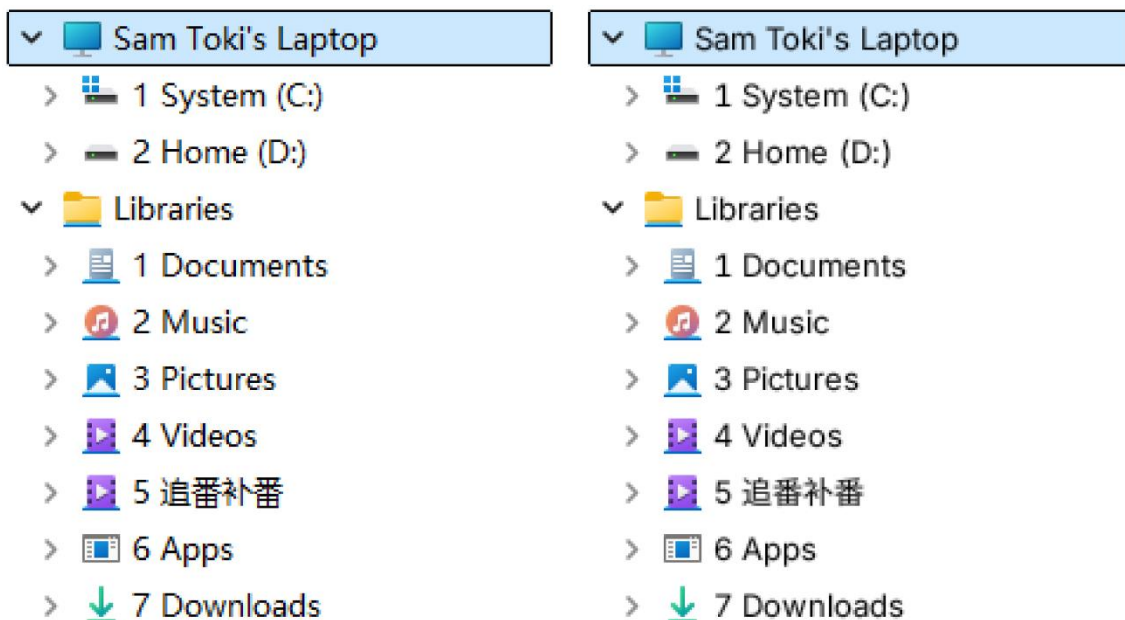 Sam Toki's Laptop
1 System (C:)
2 Home (D:)
Libraries
1 Documents
2 Music
3 Pictures
4 Videos
5 追番补番
6 Apps
7 Downloads
Sam Toki's Laptop
1 System (C:)
2 Home (D:)
Libraries
1 Documents
2 Music
3 Pictures
4 Videos
5 追番补番
6 Apps
7 Downloads